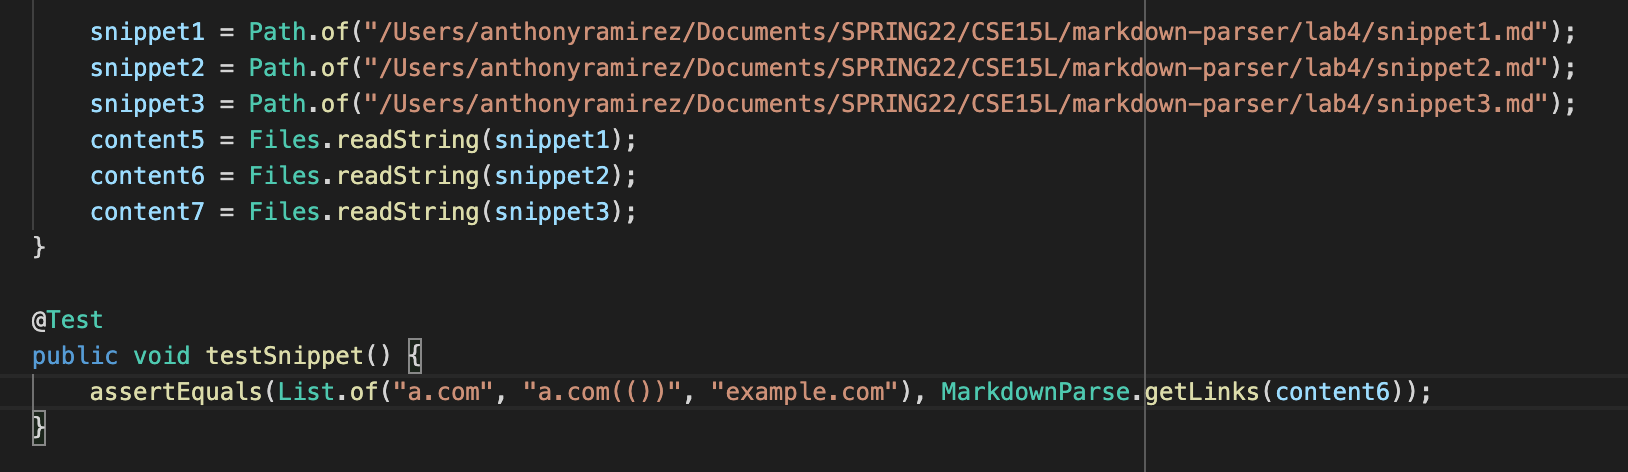 snippet1 = Path.of("/Users/anthonyramirez/Documents/SPRING22/CSE15L/markdown-parser/lab4/snippet1.md");
snippet2 = Path.of("/Users/anthonyramirez/Documents/SPRING22/CSE15L/markdown-parser/lab4/snippet2.md");
snippet3 = Path.of("/Users/anthonyramirez/Documents/SPRING22/CSE15L/markdown-parser/lab4/snippet3.md");
content5 = Files.readString(snippet1);
content6 = Files.readString(snippet2);
content7 = Files.readString(snippet3);
}
@Test
public void testSnippet() {
assertEquals(List.of("a.com", "a.com(())", "example.com"), MarkdownParse.getLinks(content6));
}